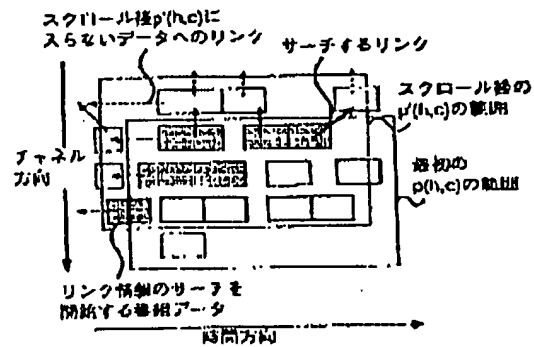 スクロール後p'(h,c)に
入らないデータへのリンク
サーチするリンク
スクロール後の
p'(h,c)の範囲
最初の
p(h,c)の範囲
チャネル
方向
リンク情報のサーチを
開始する番組データ
時間方向